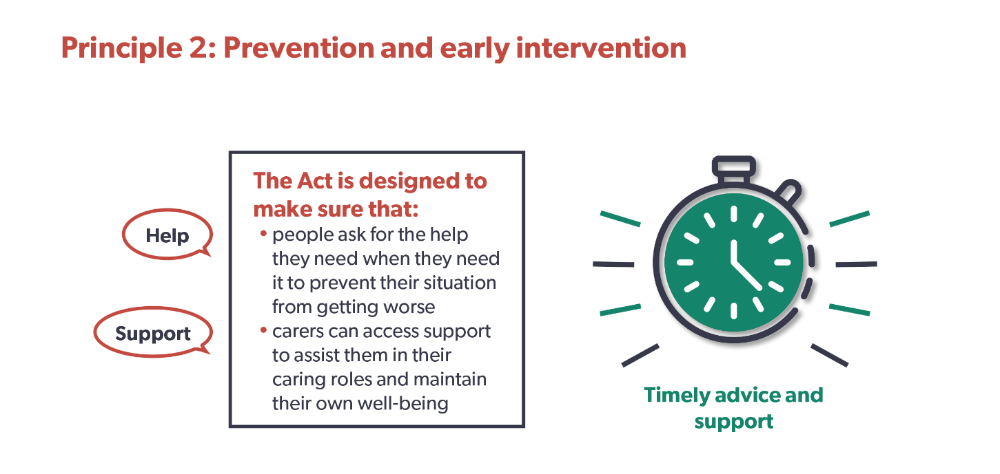 Principle 2: Prevention and early intervention
Help
Support
The Act is designed to
make sure that:
• people ask for the help
they need when they need
it to prevent their situation
from getting worse
• carers can access support
to assist them in their
caring roles and maintain
their own well-being
Timely advice and
support